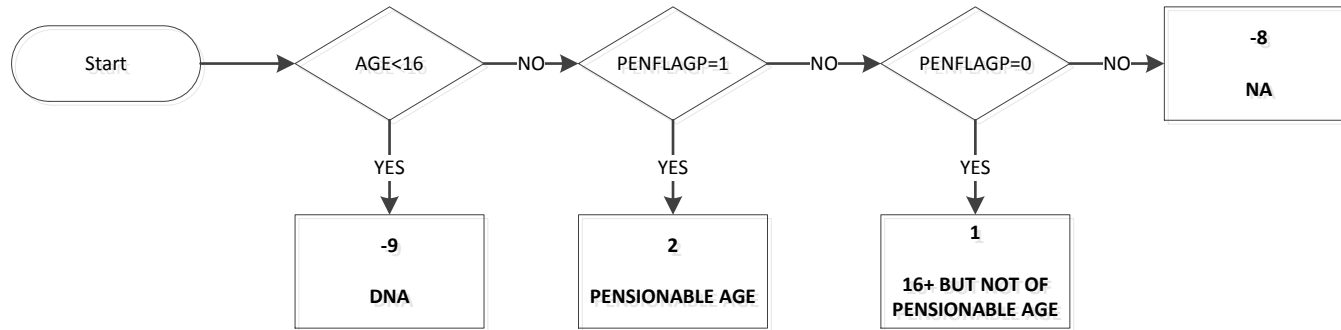 Start
AGE<16
NO
PENFLAGP=1
NO
PENFLAGP=0
NO
-8
NA
YES
YES
YES
-9
DNA
2
PENSIONABLE AGE
1
16+ BUT NOT OF
PENSIONABLE AGE